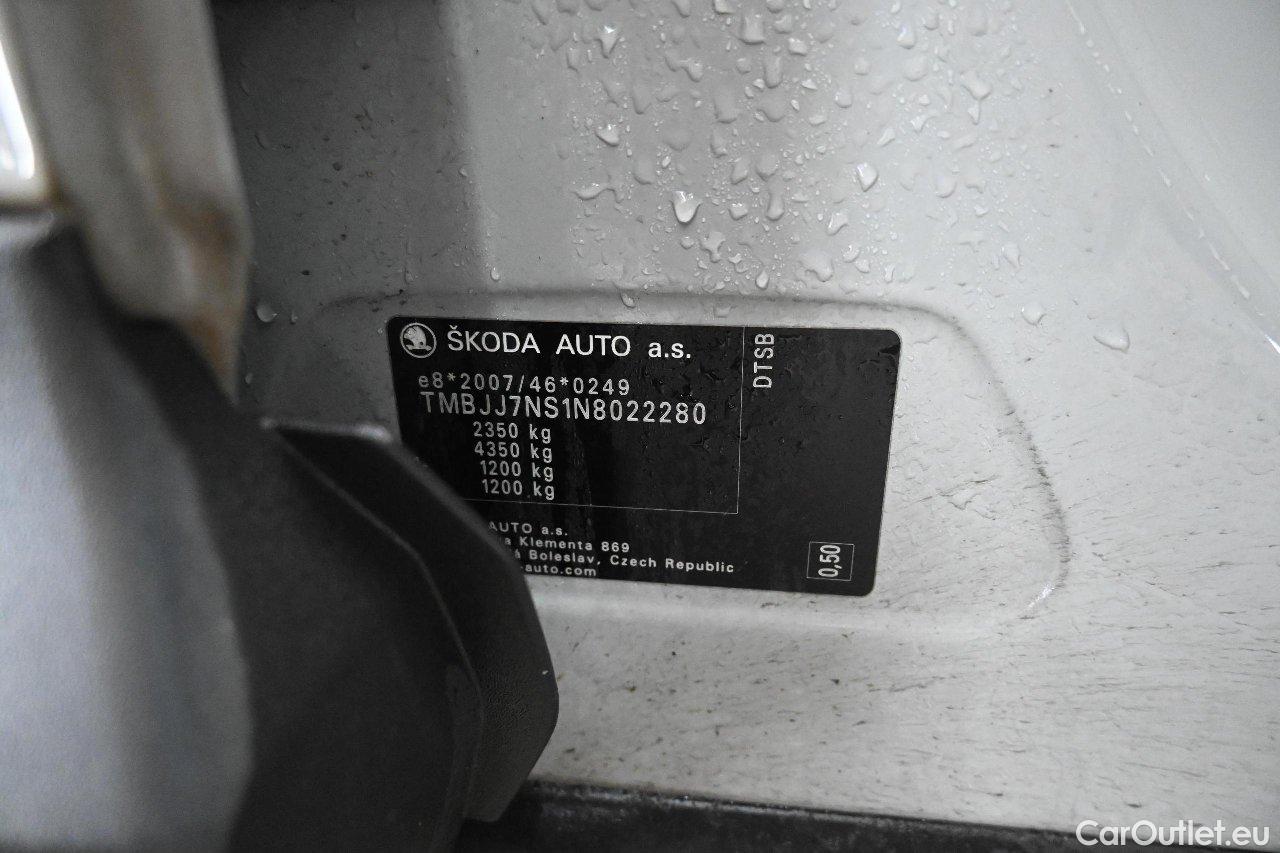 ŠKODA AUTO a.s.
DTSB
e8*2007/46*0249
TMBJJ7NS1N8022280
2350 kg
4350 kg
1200 kg
1200 kg
AUTO a.s.
Klementa 869
Boleslav, Czech Republic
-auto.com
0,50
CarOutlet.eu